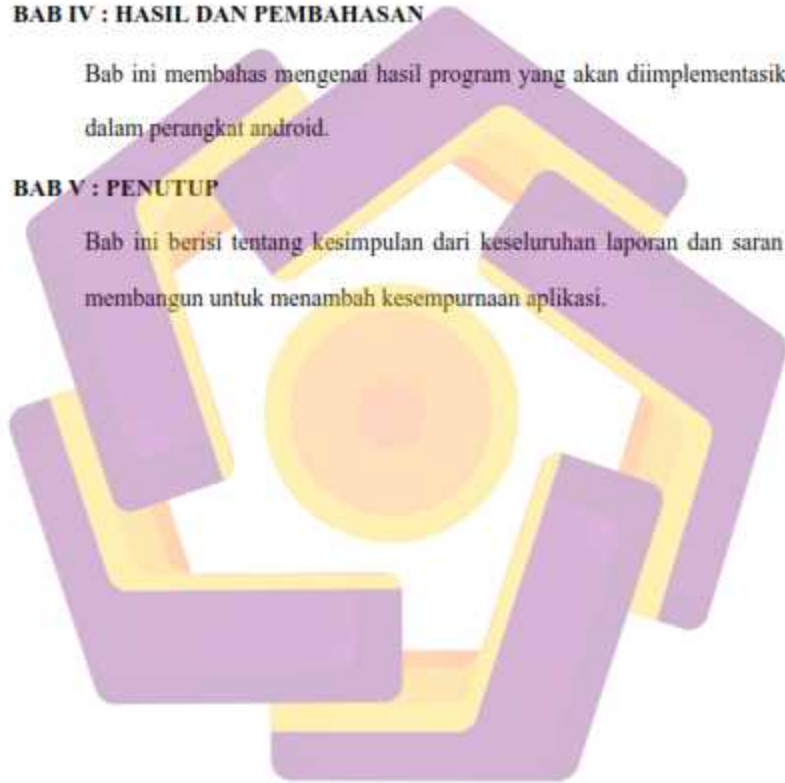 BAB IV : HASIL DAN PEMBAHASAN
Bab ini membahas mengenai hasil program yang akan diimplementasik
dalam perangkat android.
BAB V : PENUTUP
Bab ini berisi tentang kesimpulan dari keseluruhan laporan dan saran
membangun untuk menambah kesempurnaan aplikasi.